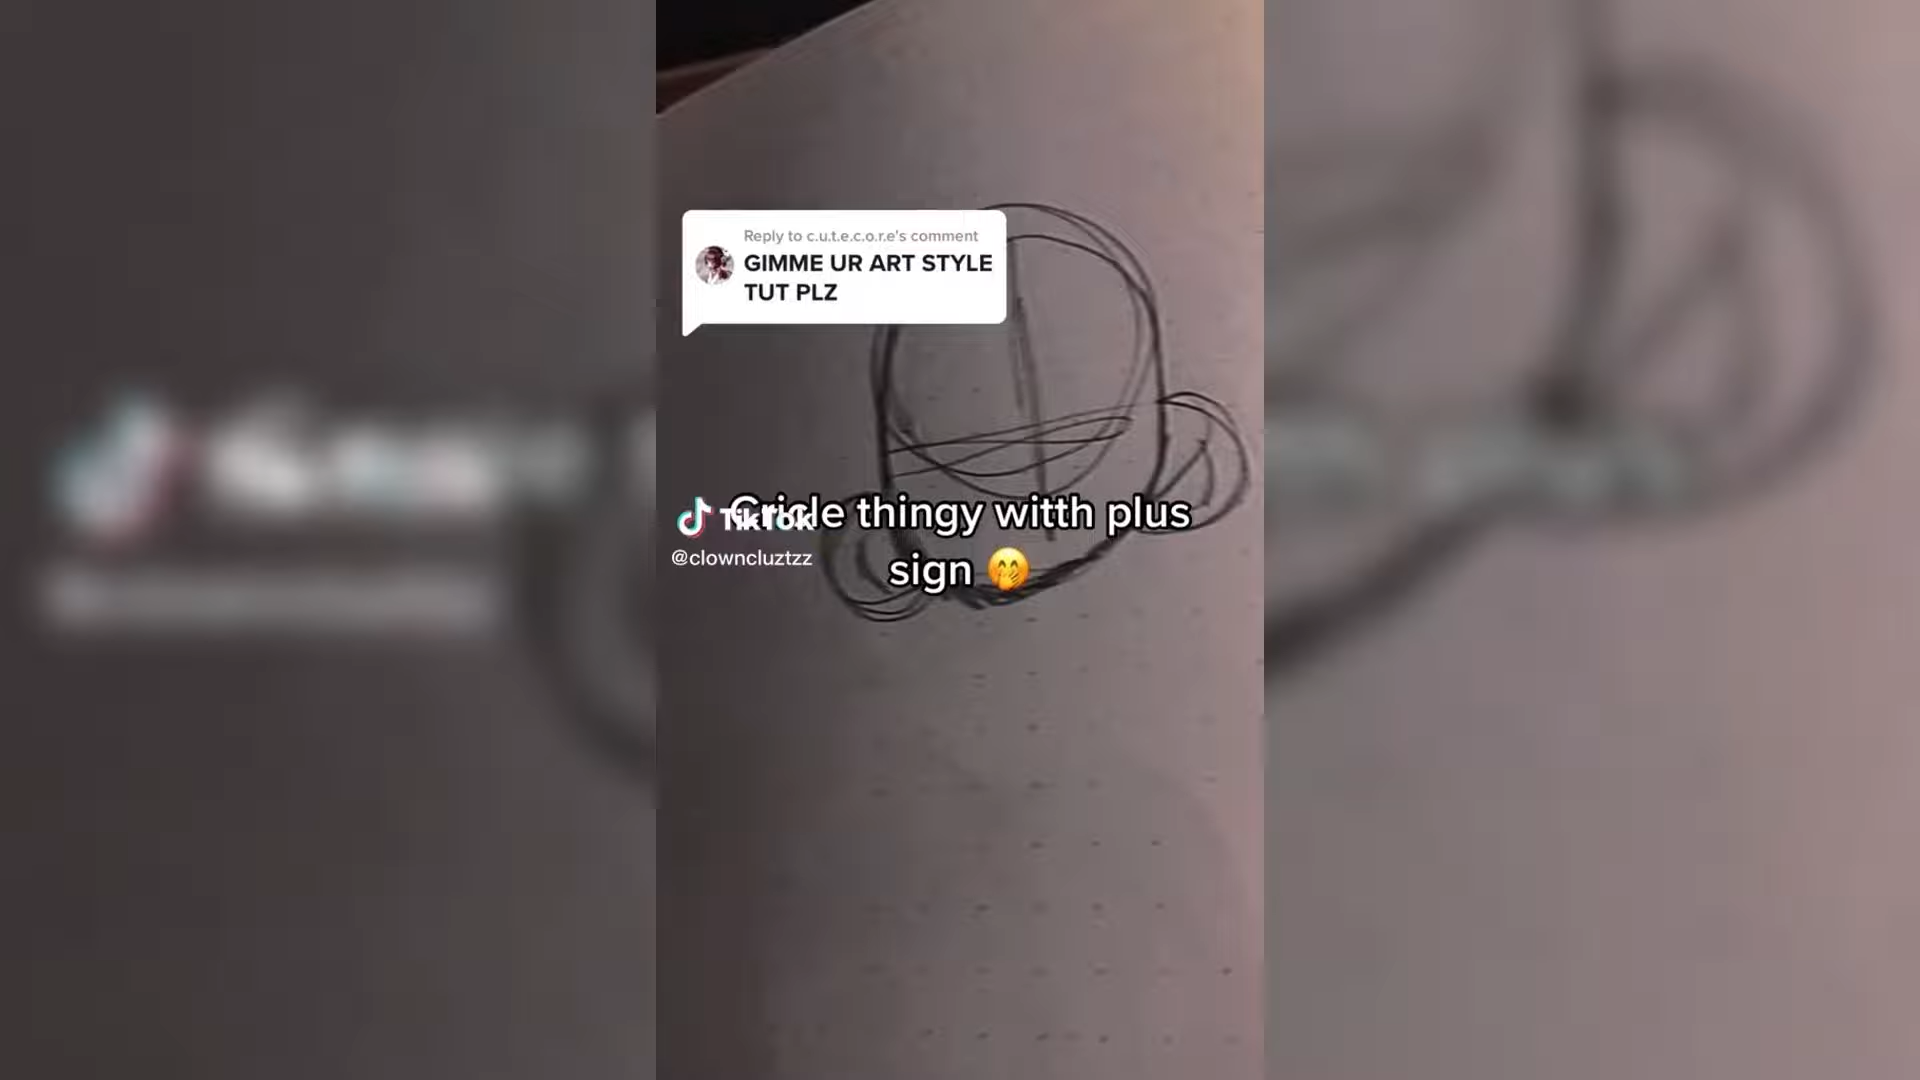 Reply to c.u.t.e.c.o.r.e's comment
GIMME UR ART STYLE
TUT PLZ
Cricle thingy witth plus
sign 🤭
TikTok
@clowncluztzz